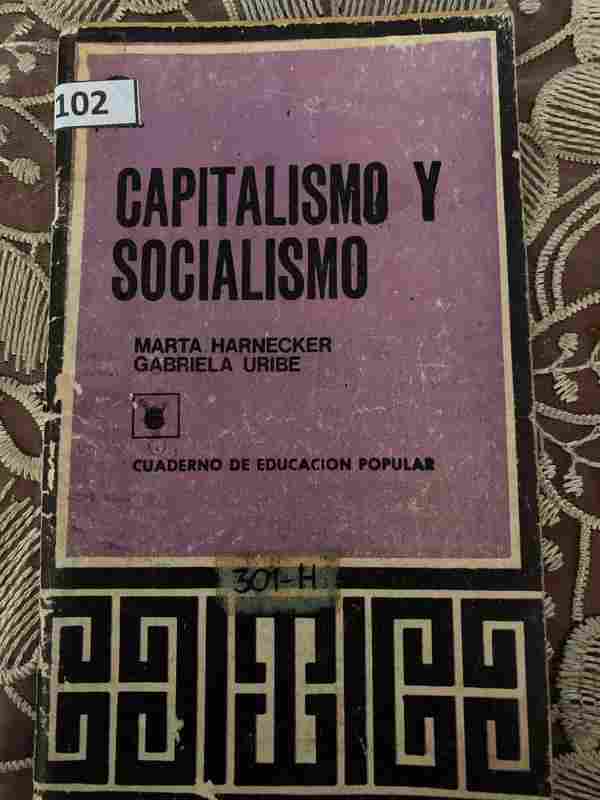 102
CAPITALISMO Y
SOCIALISMO
MARTA HARNECKER
GABRIELA URIBE
CUADERNO DE EDUCACION POPULAR
301-H